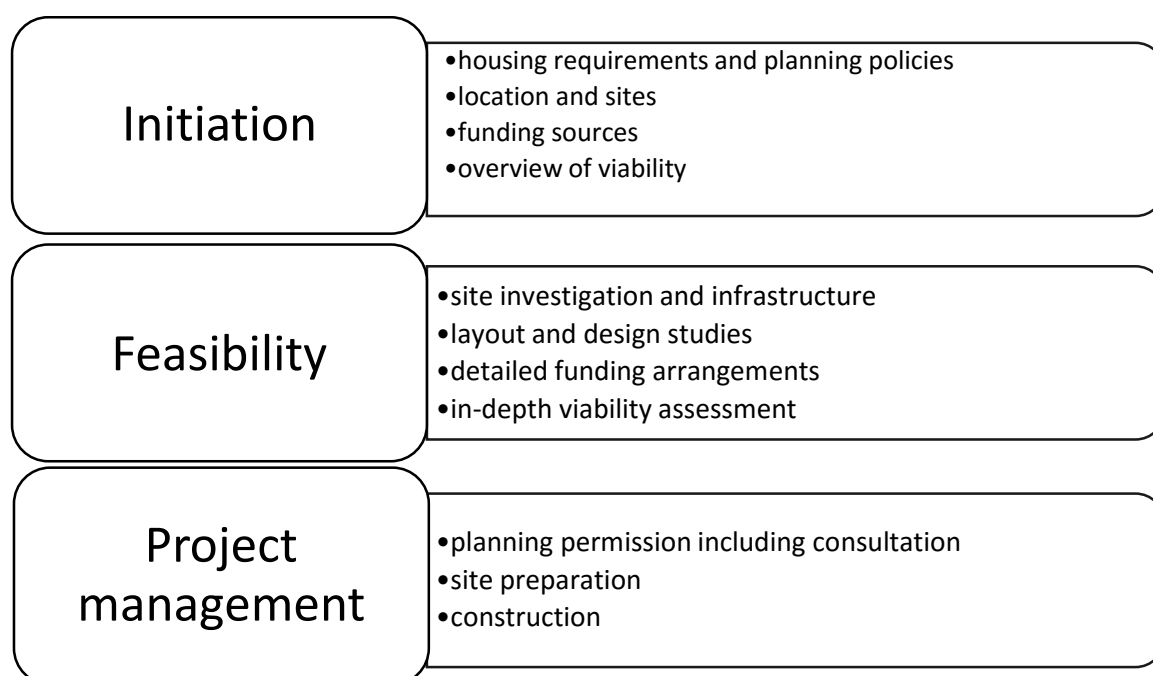 Initiation
•housing requirements and planning policies
•location and sites
•funding sources
•overview of viability
Feasibility
•site investigation and infrastructure
•layout and design studies
•detailed funding arrangements
•in-depth viability assessment
Project
management
•planning permission including consultation
•site preparation
•construction